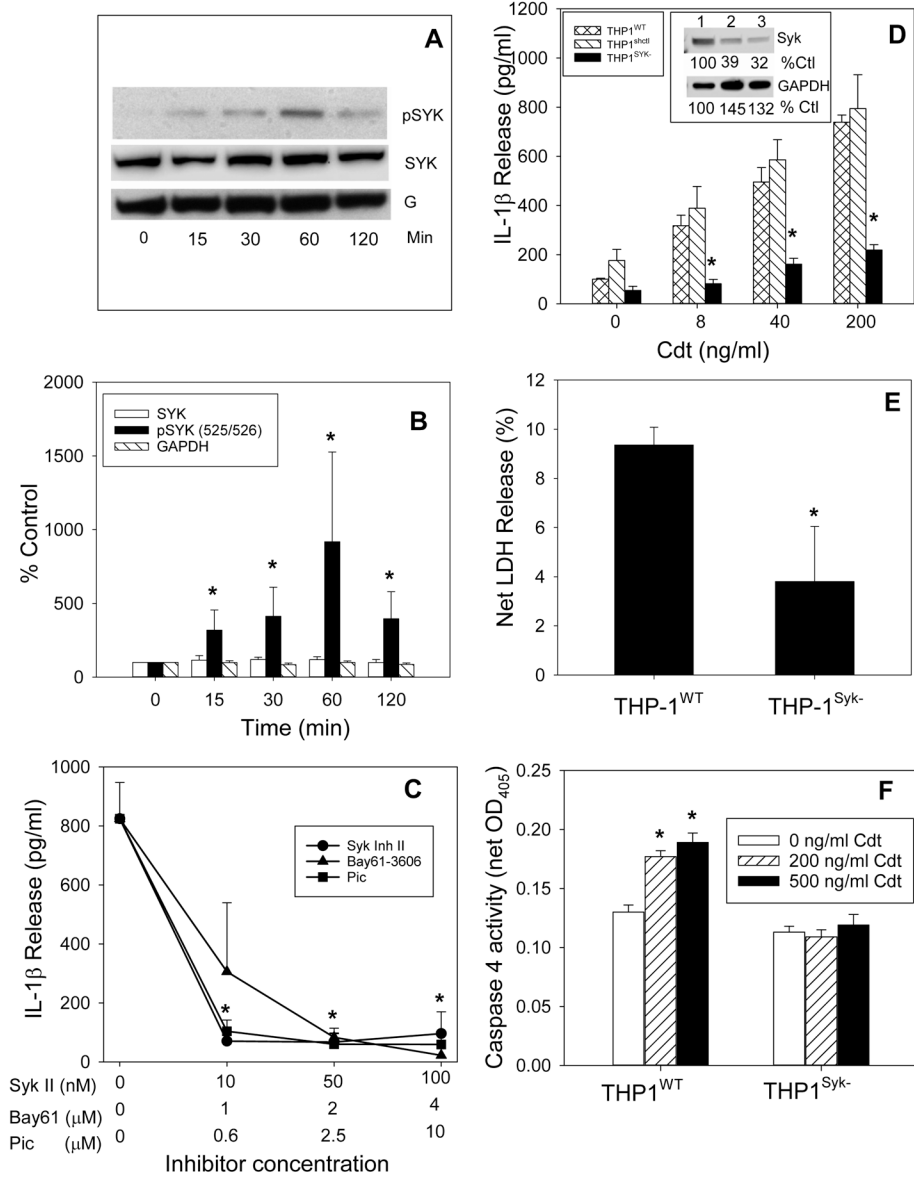 A
pSYK
SYK
G
0 15 30 60 120 Min
B
2000
1500
1000
500
0
% Control
SYK
pSYK (525/526)
GAPDH
*
*
*
*
0 15 30 60 120
Time (min)
C
1000
800
600
400
200
0
IL-1β Release (pg/ml)
Syk Inh II
Bay61-3606
Pic
*
*
*
Syk II (nM) 0 10 50 100
Bay61 (μM) 0 1 2 4
Pic (μM) 0 0.6 2.5 10
Inhibitor concentration
D
1200
1000
800
600
400
200
0
IL-1β Release (pg/ml)
THP1WT
THP1shctl
THP1SYK-
1 2 3
Syk
100 39 32 %Ctl
GAPDH
100 145 132 % Ctl
*
*
*
0 8 40 200
Cdt (ng/ml)
E
12
10
8
6
4
2
0
Net LDH Release (%)
*
THP-1WT THP-1Syk-
F
0.25
0.20
0.15
0.10
0.05
0.00
Caspase 4 activity (net OD405)
0 ng/ml Cdt
200 ng/ml Cdt
500 ng/ml Cdt
* *
THP1WT THP1Syk-